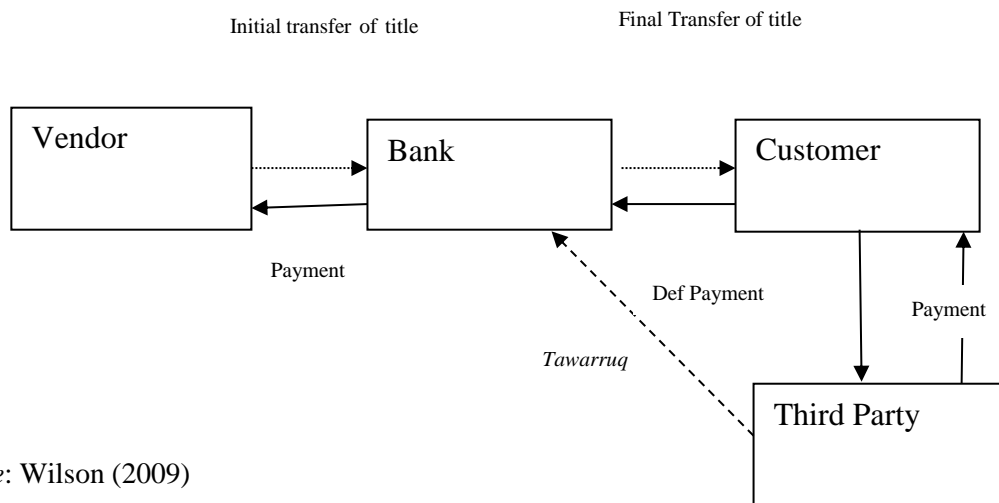 Initial transfer of title
Final Transfer of title
Vendor
Bank
Customer
Payment
Def Payment
Payment
Tawarruq
Third Party
e: Wilson (2009)